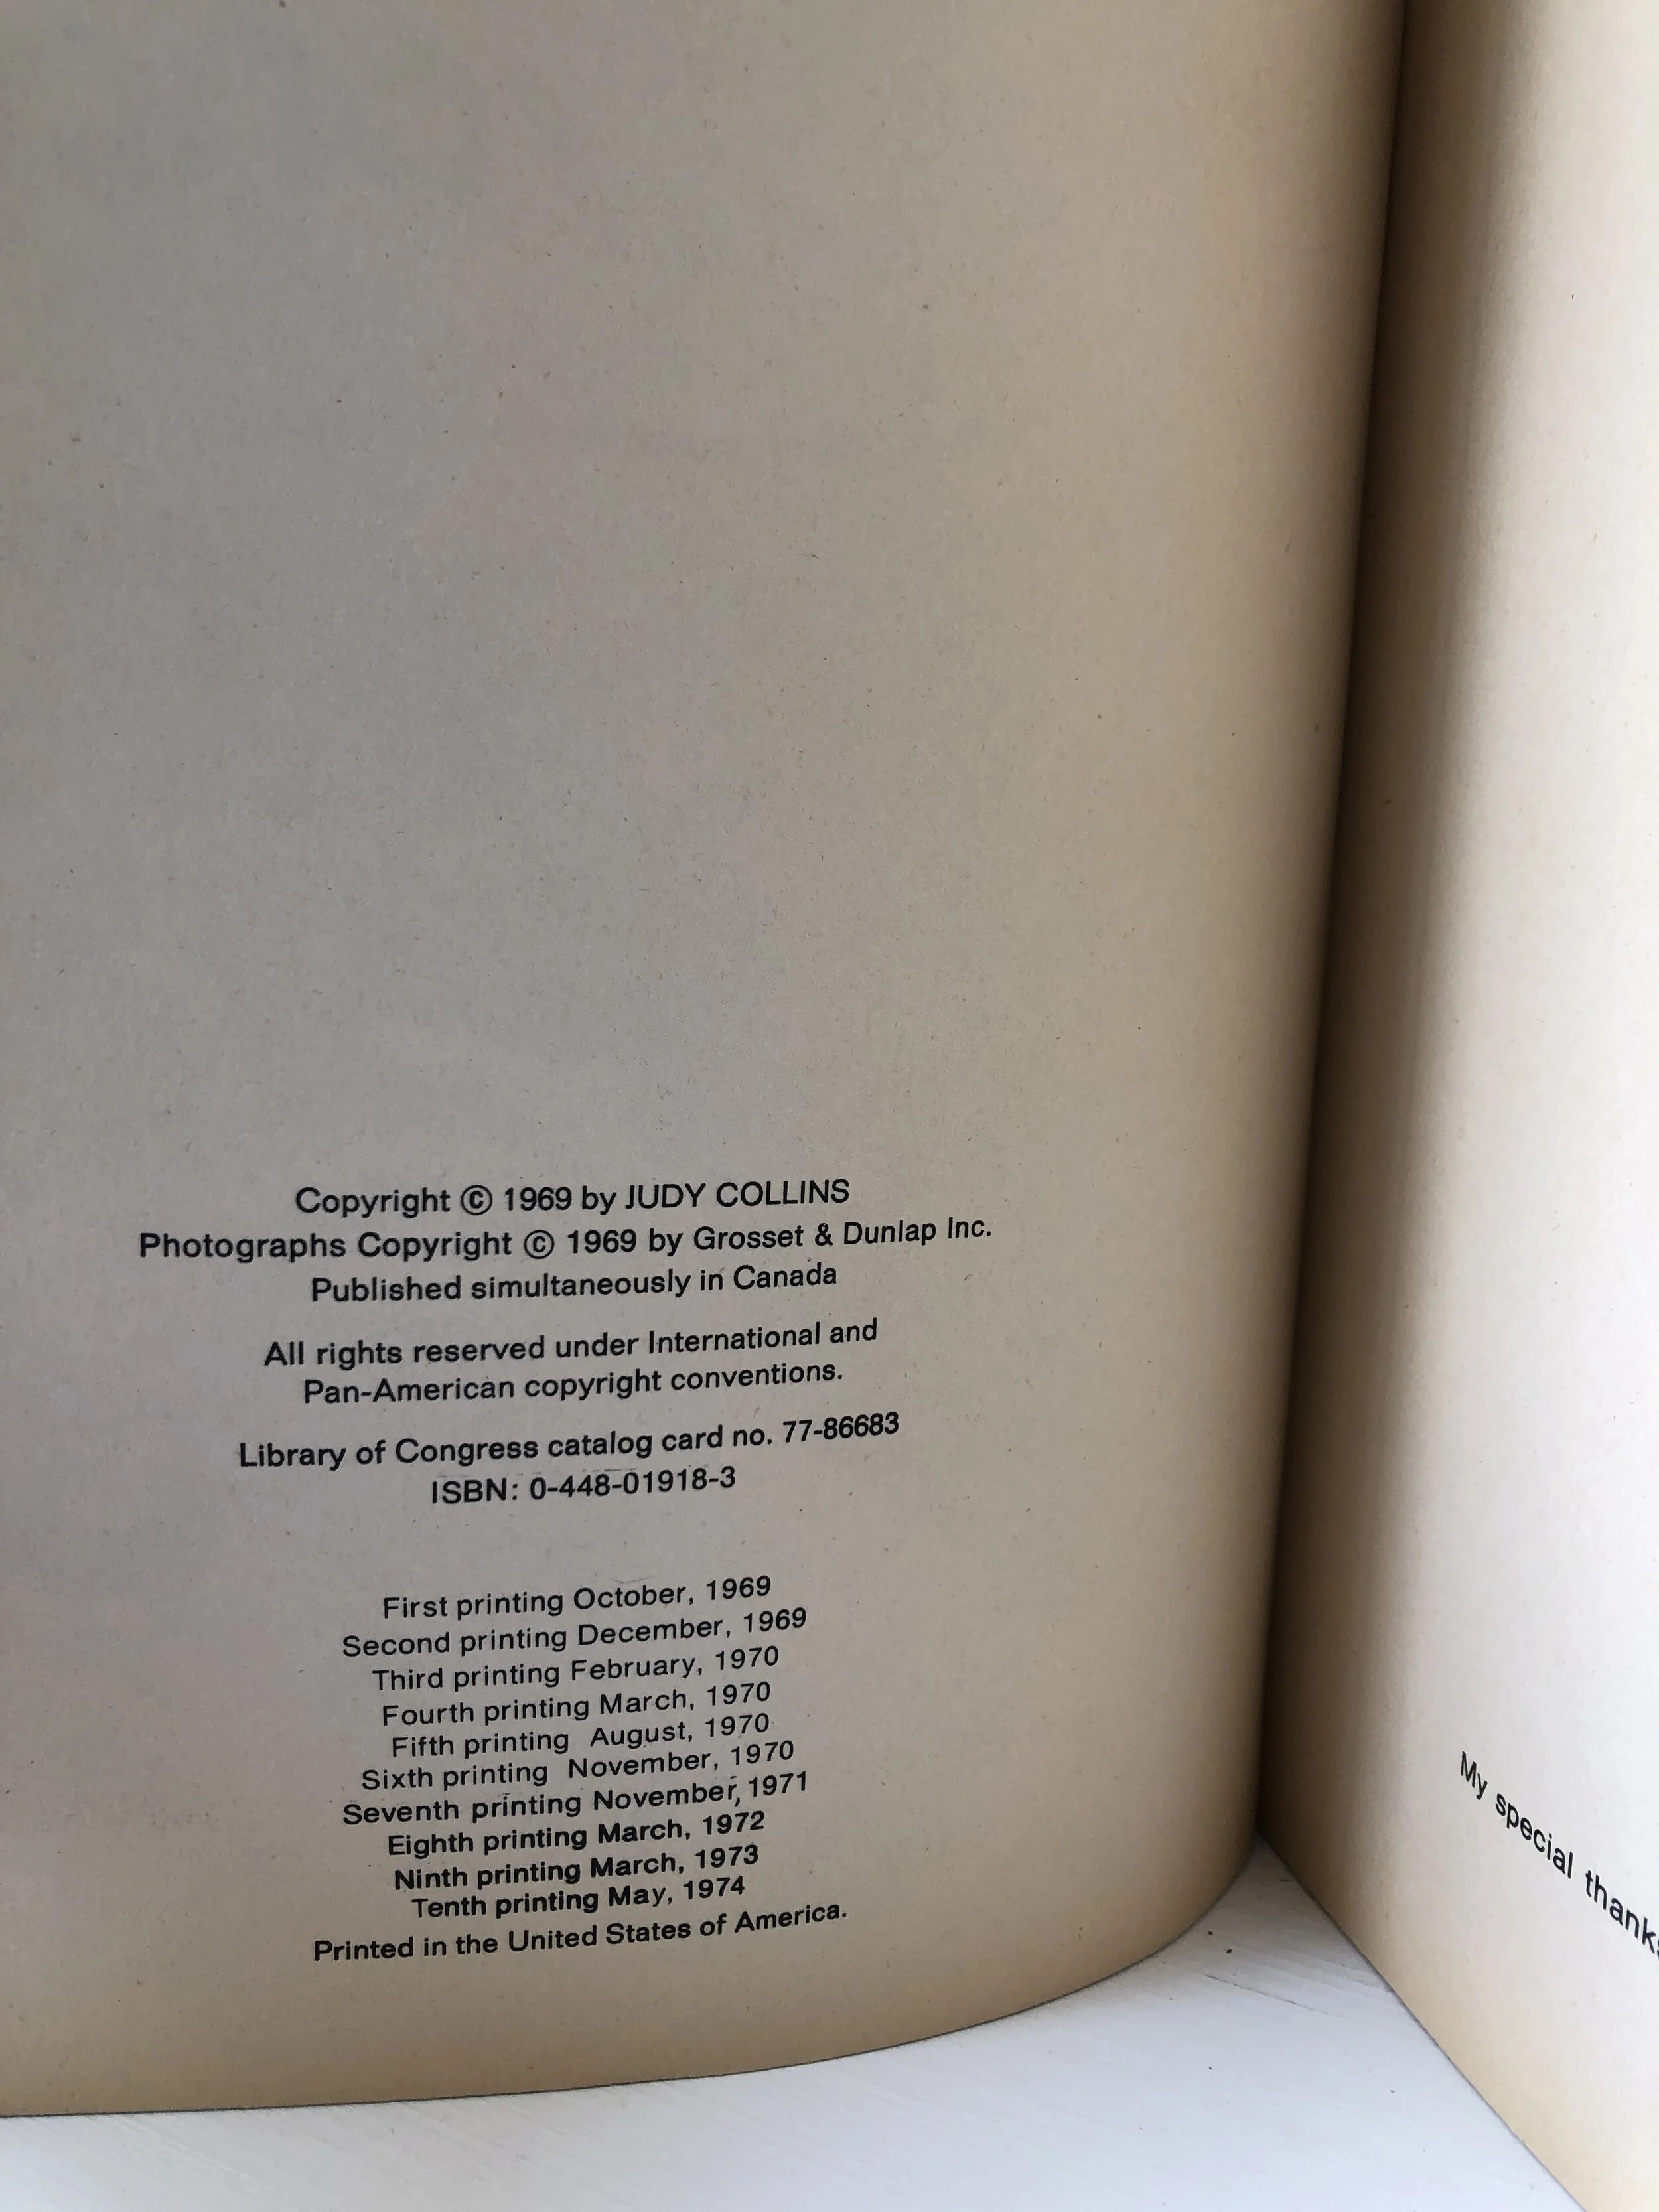 Copyright © 1969 by JUDY COLLINS
Photographs Copyright © 1969 by Grosset & Dunlap Inc.
Published simultaneously in Canada
All rights reserved under International and
Pan-American copyright conventions.
Library of Congress catalog card no. 77-86683
ISBN: 0-448-01918-3
First printing October, 1969
Second printing December, 1969
Third printing February, 1970
Fourth printing March, 1970
Fifth printing August, 1970
Sixth printing November, 1970
Seventh printing November, 1971
Eighth printing March, 1972
Ninth printing March, 1973
Tenth printing May, 1974
Printed in the United States of America.
My special thanks